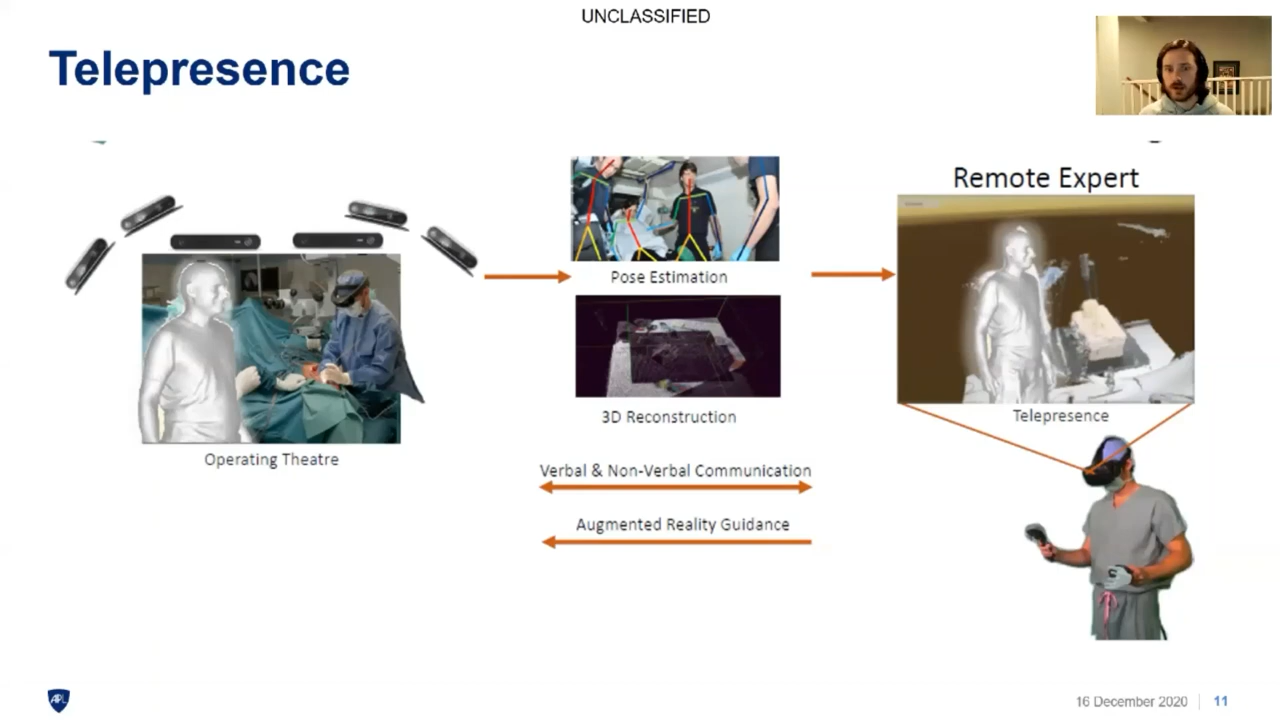 UNCLASSIFIED
Telepresence
Remote Expert
Pose Estimation
3D Reconstruction
Telepresence
Operating Theatre
Verbal & Non-Verbal Communication
Augmented Reality Guidance
APL
16 December 2020
11